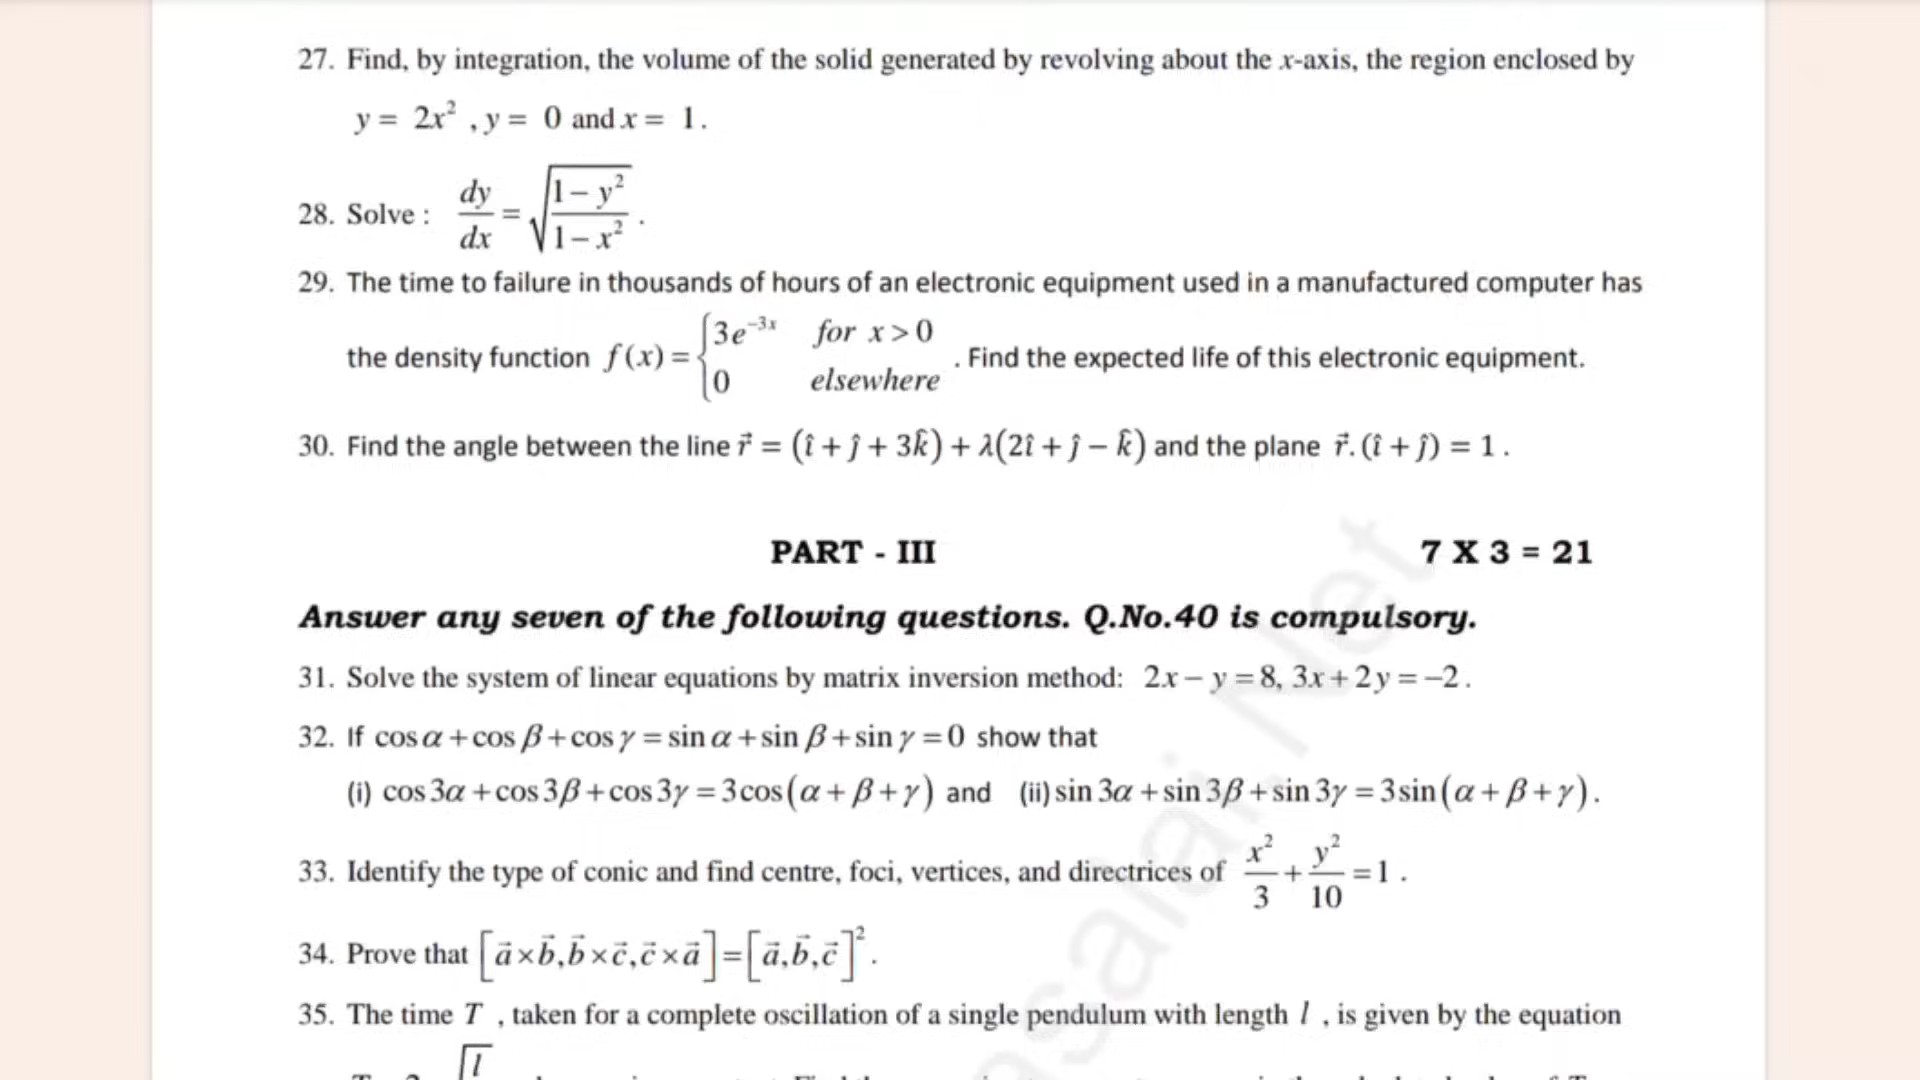 27. Find, by integration, the volume of the solid generated by revolving about the x-axis, the region enclosed by
y = 2x² , y = 0 and x = 1 .
28. Solve : dy/dx = √((1 − y²)/(1 − x²)) .
29. The time to failure in thousands of hours of an electronic equipment used in a manufactured computer has
the density function f(x) = {3e⁻³ˣ for x > 0
0 elsewhere . Find the expected life of this electronic equipment.
30. Find the angle between the line r⃗ = (î + ĵ + 3k̂) + λ(2î + ĵ − k̂) and the plane r⃗. (î + ĵ) = 1 .
PART - III 7 X 3 = 21
Answer any seven of the following questions. Q.No.40 is compulsory.
31. Solve the system of linear equations by matrix inversion method: 2x − y = 8, 3x + 2y = −2 .
32. If cos α + cos β + cos γ = sin α + sin β + sin γ = 0 show that
(i) cos 3α + cos 3β + cos 3γ = 3 cos(α + β + γ) and (ii) sin 3α + sin 3β + sin 3γ = 3 sin(α + β + γ) .
33. Identify the type of conic and find centre, foci, vertices, and directrices of x²/3 + y²/10 = 1 .
34. Prove that [a⃗ × b⃗, b⃗ × c⃗, c⃗ × a⃗] = [a⃗, b⃗, c⃗]² .
35. The time T , taken for a complete oscillation of a single pendulum with length l , is given by the equation